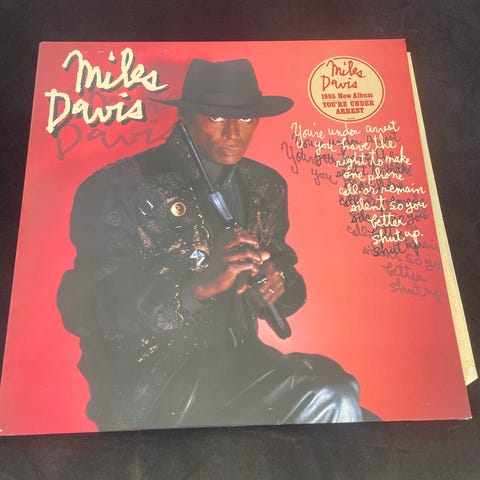 Miles
Davis
Miles
Davis
1985 New Album
YOU'RE UNDER
ARREST
You're under arrest
you have the
right to make
one phone
call or remain
silent so you
better
shut up.